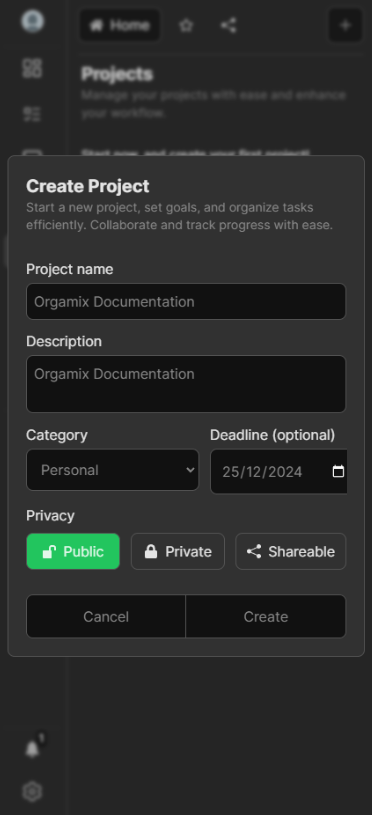 Home
Projects
Manage your projects with ease and enhance
your workflow.
Start now, and create your first project!
Create Project
Start a new project, set goals, and organize tasks
efficiently. Collaborate and track progress with ease.
Project name
Orgamix Documentation
Description
Orgamix Documentation
Category
Deadline (optional)
Personal
25/12/2024
Privacy
Public
Private
Shareable
Cancel
Create
1